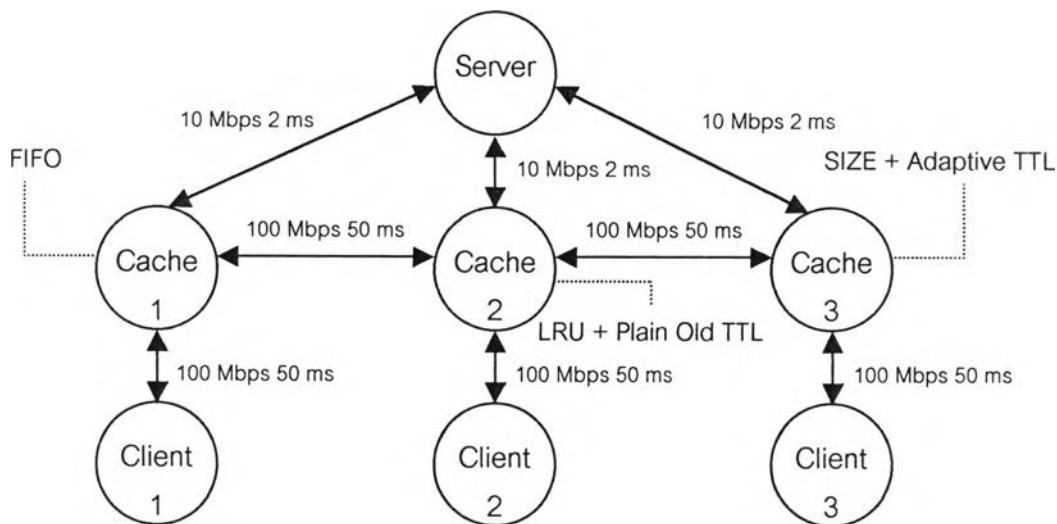 Server
10 Mbps 2 ms
10 Mbps 2 ms
FIFO
SIZE + Adaptive TTL
10 Mbps 2 ms
100 Mbps 50 ms
100 Mbps 50 ms
Cache
1
Cache
2
Cache
3
LRU + Plain Old TTL
100 Mbps 50 ms
100 Mbps 50 ms
100 Mbps 50 ms
Client
1
Client
2
Client
3